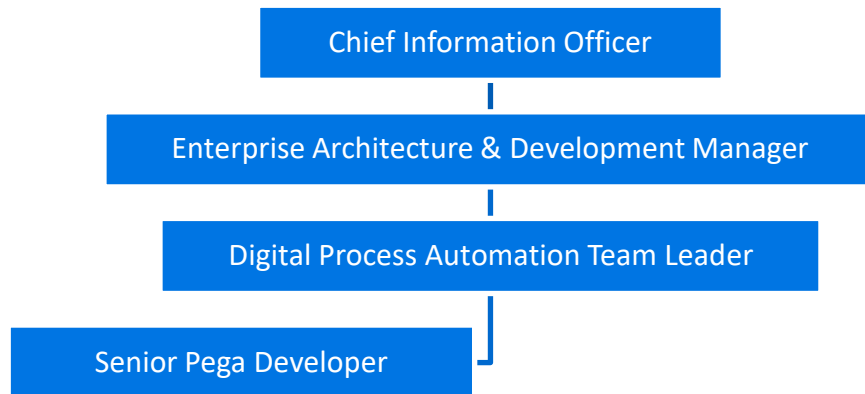 Chief Information Officer
Enterprise Architecture & Development Manager
Digital Process Automation Team Leader
Senior Pega Developer